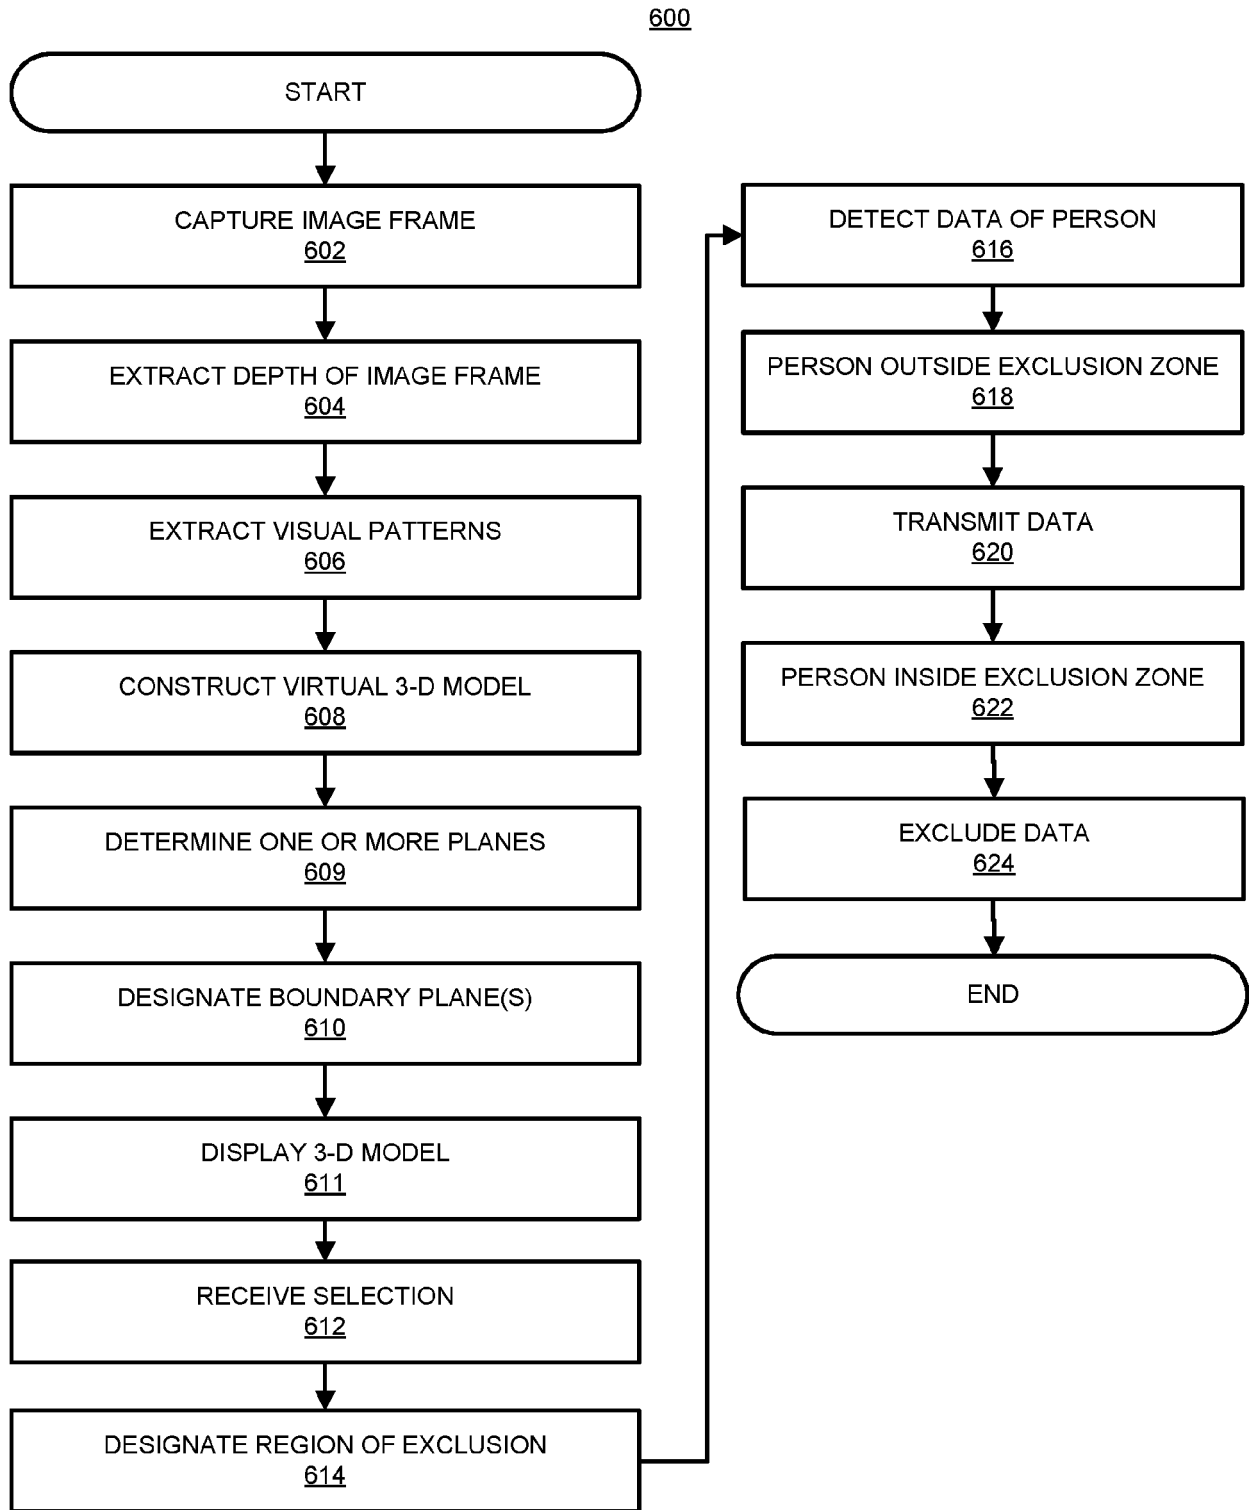 600
START
CAPTURE IMAGE FRAME
602
EXTRACT DEPTH OF IMAGE FRAME
604
EXTRACT VISUAL PATTERNS
606
CONSTRUCT VIRTUAL 3-D MODEL
608
DETERMINE ONE OR MORE PLANES
609
DESIGNATE BOUNDARY PLANE(S)
610
DISPLAY 3-D MODEL
611
RECEIVE SELECTION
612
DESIGNATE REGION OF EXCLUSION
614
DETECT DATA OF PERSON
616
PERSON OUTSIDE EXCLUSION ZONE
618
TRANSMIT DATA
620
PERSON INSIDE EXCLUSION ZONE
622
EXCLUDE DATA
624
END